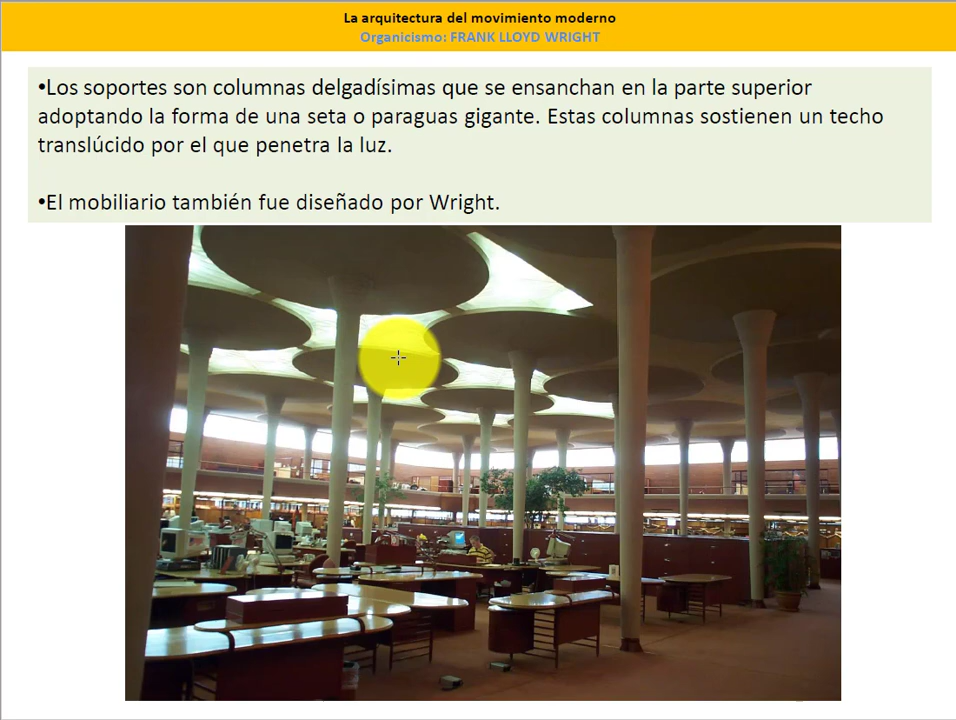 La arquitectura del movimiento moderno
Organicismo: FRANK LLOYD WRIGHT
•Los soportes son columnas delgadísimas que se ensanchan en la parte superior
adoptando la forma de una seta o paraguas gigante. Estas columnas sostienen un techo
translúcido por el que penetra la luz.
•El mobiliario también fue diseñado por Wright.